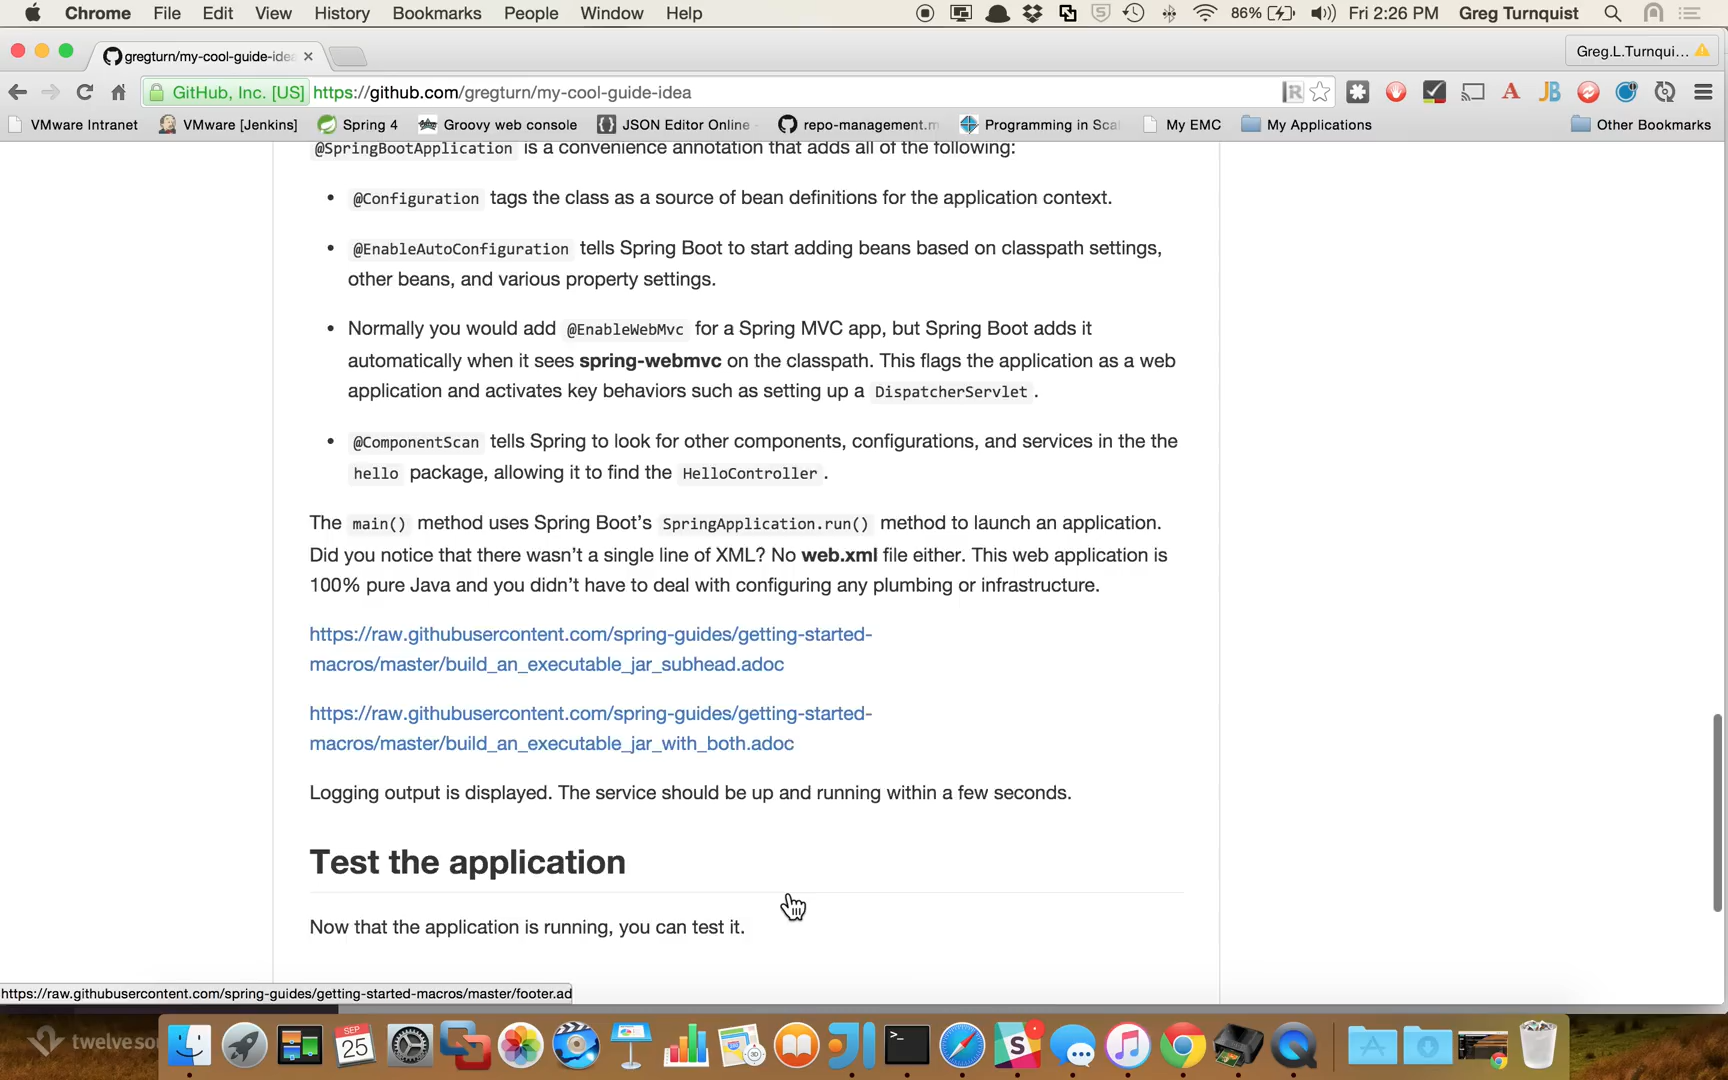 Chrome File Edit View History Bookmarks People Window Help 86% Fri 2:26 PM Greg Turnquist
gregturn/my-cool-guide-idea Greg.L.Turnqui...
GitHub, Inc. [US] https://github.com/gregturn/my-cool-guide-idea
VMware Intranet VMware [Jenkins] Spring 4 Groovy web console JSON Editor Online repo-management.m Programming in Sca My EMC My Applications Other Bookmarks
@SpringBootApplication is a convenience annotation that adds all of the following:
• @Configuration tags the class as a source of bean definitions for the application context.
• @EnableAutoConfiguration tells Spring Boot to start adding beans based on classpath settings,
other beans, and various property settings.
• Normally you would add @EnableWebMvc for a Spring MVC app, but Spring Boot adds it
automatically when it sees spring-webmvc on the classpath. This flags the application as a web
application and activates key behaviors such as setting up a DispatcherServlet.
• @ComponentScan tells Spring to look for other components, configurations, and services in the the
hello package, allowing it to find the HelloController.
The main() method uses Spring Boot’s SpringApplication.run() method to launch an application.
Did you notice that there wasn’t a single line of XML? No web.xml file either. This web application is
100% pure Java and you didn’t have to deal with configuring any plumbing or infrastructure.
https://raw.githubusercontent.com/spring-guides/getting-started-
macros/master/build_an_executable_jar_subhead.adoc
https://raw.githubusercontent.com/spring-guides/getting-started-
macros/master/build_an_executable_jar_with_both.adoc
Logging output is displayed. The service should be up and running within a few seconds.
Test the application
Now that the application is running, you can test it.
https://raw.githubusercontent.com/spring-guides/getting-started-macros/master/footer.ad
twelveso
SEP
25